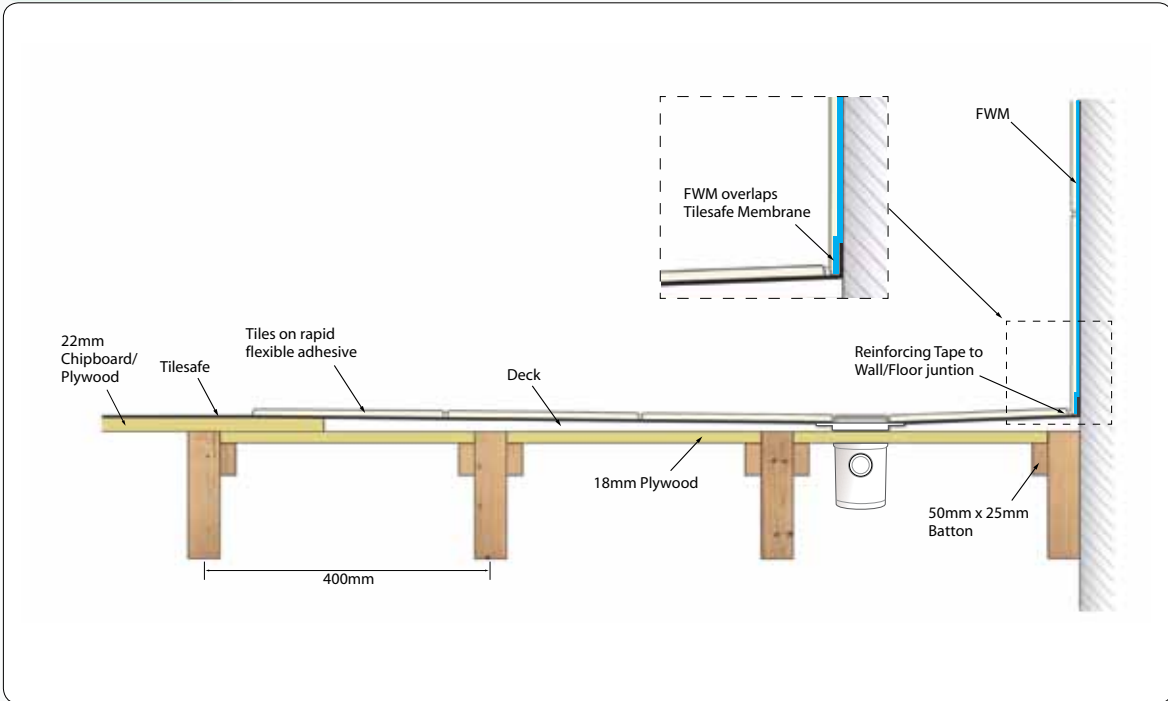 FWM
FWM overlaps
Tilesafe Membrane
22mm
Chipboard/
Plywood
Tilesafe
Tiles on rapid
flexible adhesive
Deck
Reinforcing Tape to
Wall/Floor juntion
18mm Plywood
50mm x 25mm
Batton
400mm